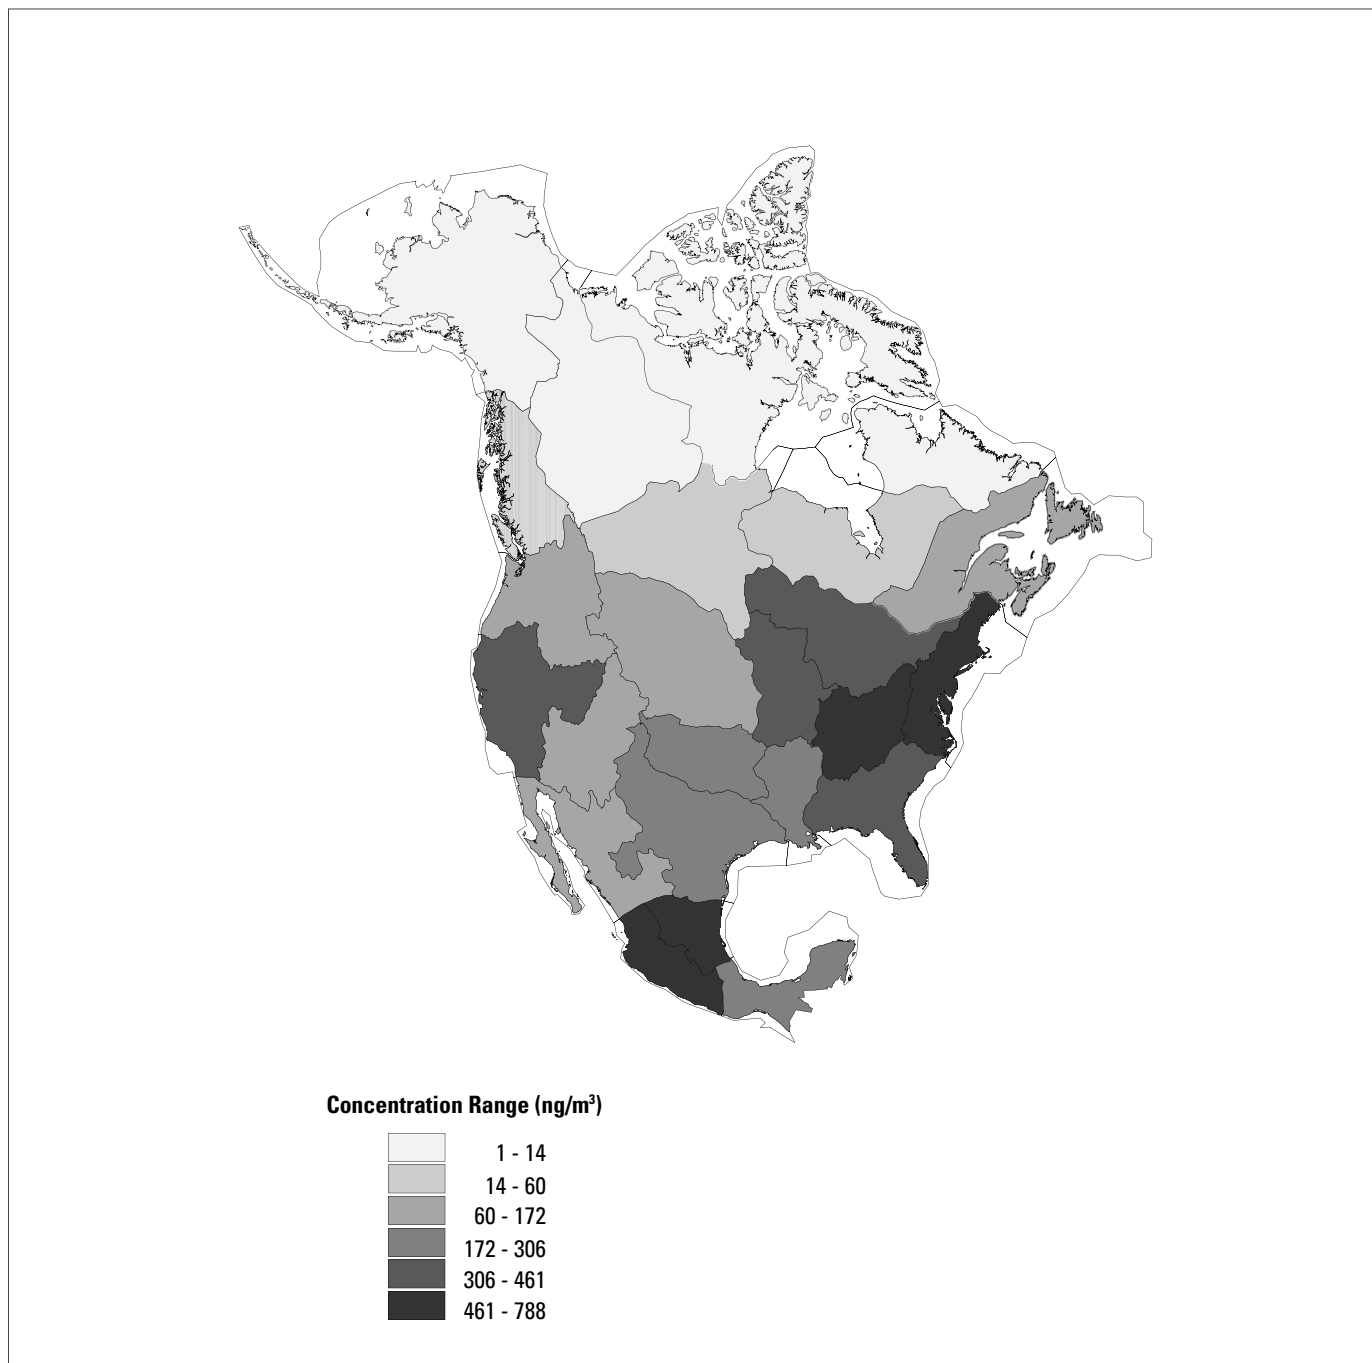 Concentration Range (ng/m³)
1 - 14
14 - 60
60 - 172
172 - 306
306 - 461
461 - 788